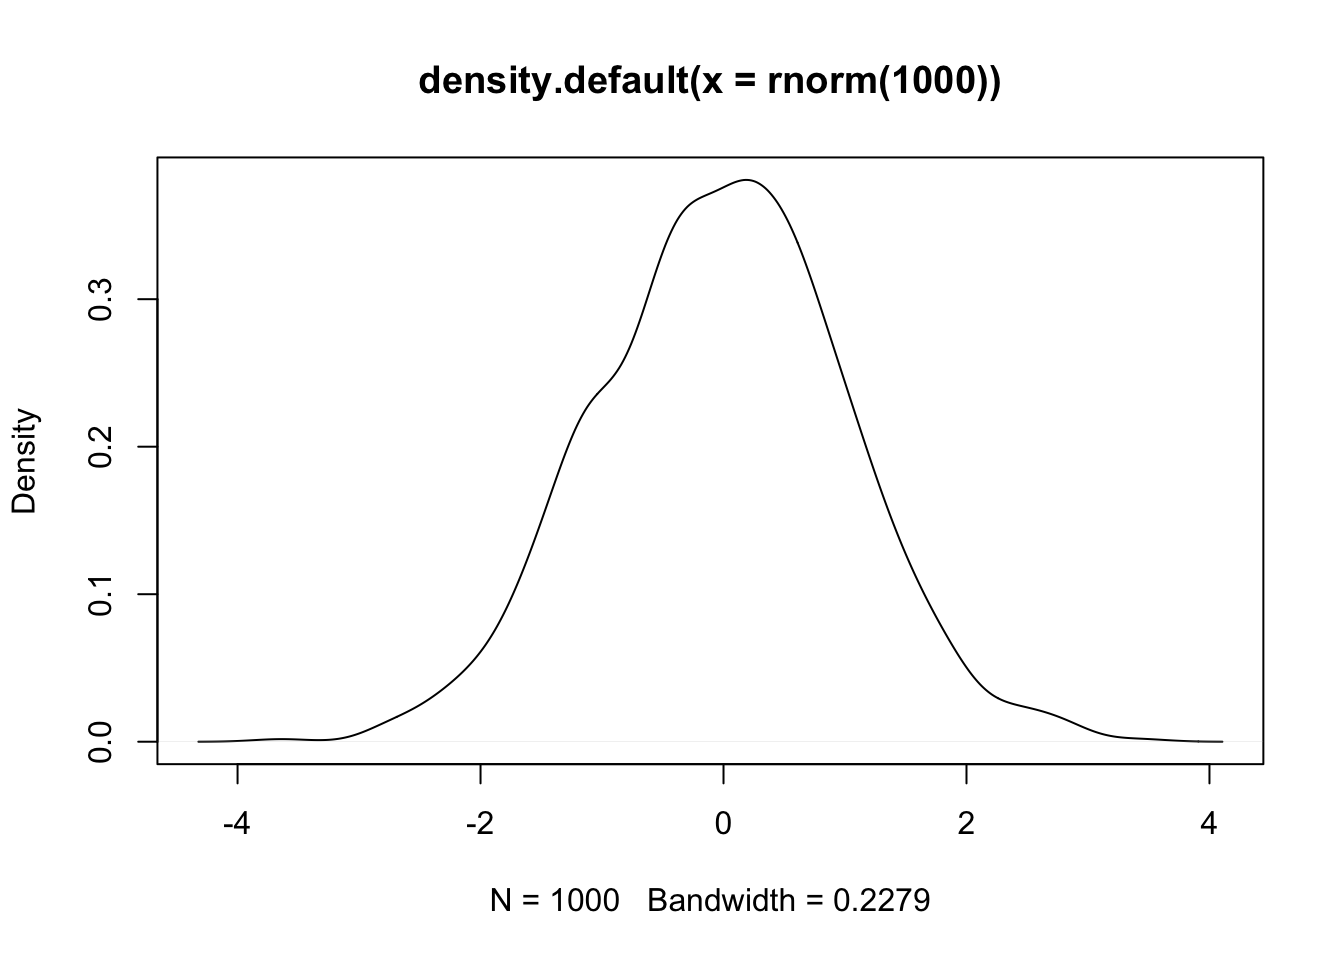 density.default(x = rnorm(1000))
Density
0.3
0.2
0.1
0.0
-4 -2 0 2 4
N = 1000 Bandwidth = 0.2279